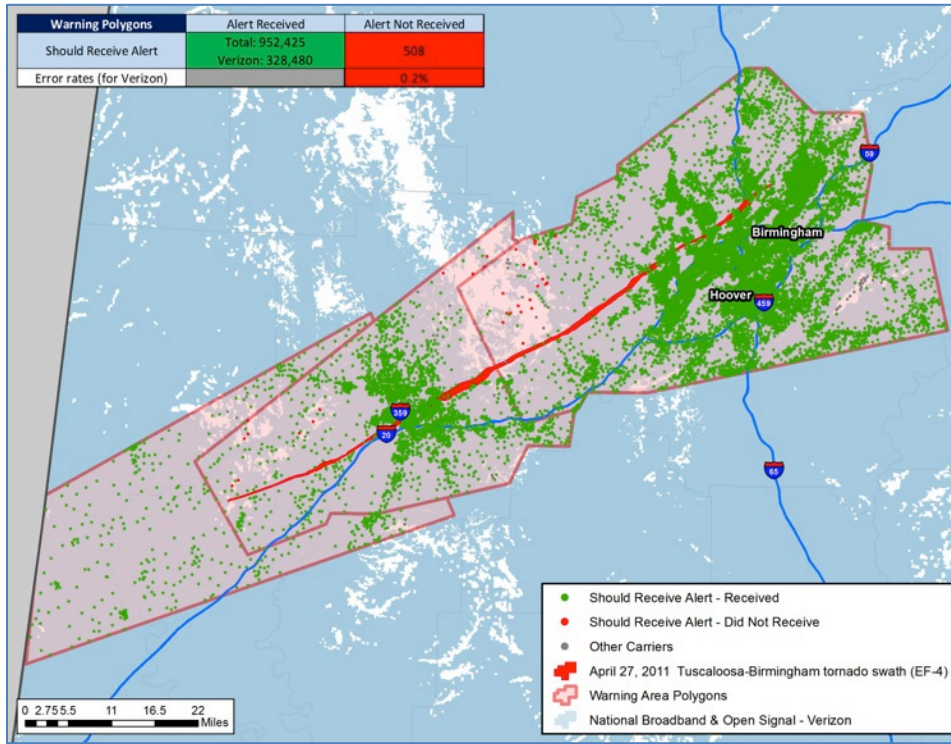 Warning Polygons Alert Received Alert Not Received
Should Receive Alert Total: 952,425 508
Verizon: 328,480
Error rates (for Verizon) 0.2%
59
Birmingham
Hoover
459
359
20
65
Should Receive Alert - Received
Should Receive Alert - Did Not Receive
Other Carriers
April 27, 2011 Tuscaloosa-Birmingham tornado swath (EF-4)
Warning Area Polygons
National Broadband & Open Signal - Verizon
0 2.75 5.5 11 16.5 22
Miles